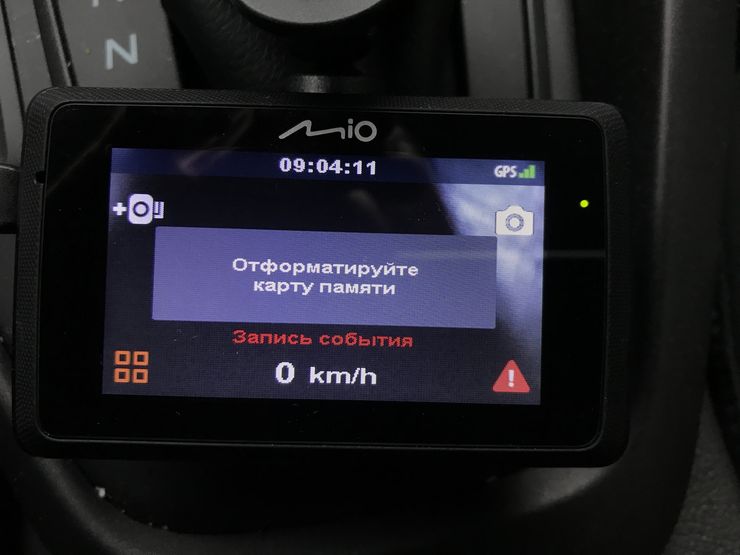 N
Mio
09:04:11
GPS
Отформатируйте
карту памяти
Запись события
0 km/h